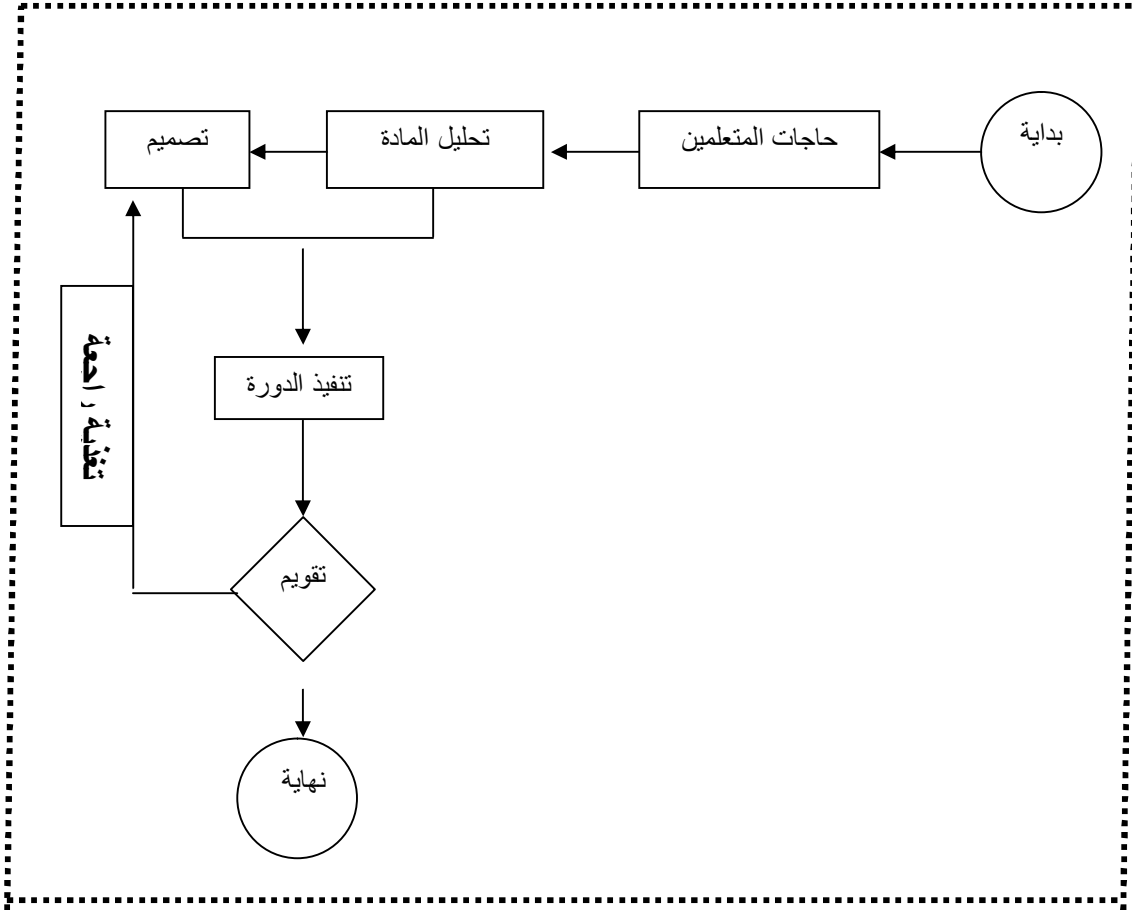 بداية
حاجات المتعلمين
تحليل المادة
تصميم
تغذية راجعة
تنفيذ الدورة
تقويم
نهاية